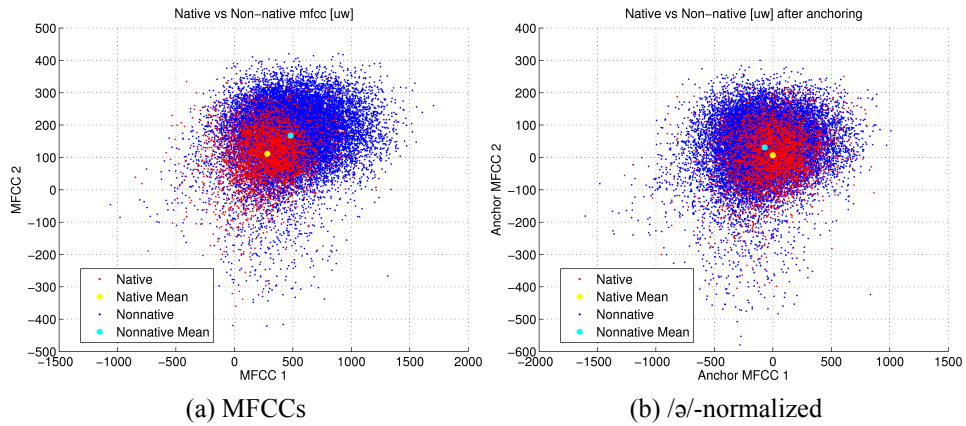 Native vs Non-native mfcc [uw]
500
400
300
200
100
0
−100
−200
−300
−400
−500
MFCC 2
−1500
−1000
−500
0
500
1000
1500
2000
MFCC 1
Native
Native Mean
Nonnative
Nonnative Mean
(a) MFCCs
Native vs Non-native [uw] after anchoring
400
300
200
100
0
−100
−200
−300
−400
−500
−600
Anchor MFCC 2
−2000
−1500
−1000
−500
0
500
1000
1500
Anchor MFCC 1
Native
Native Mean
Nonnative
Nonnative Mean
(b) /ə/-normalized